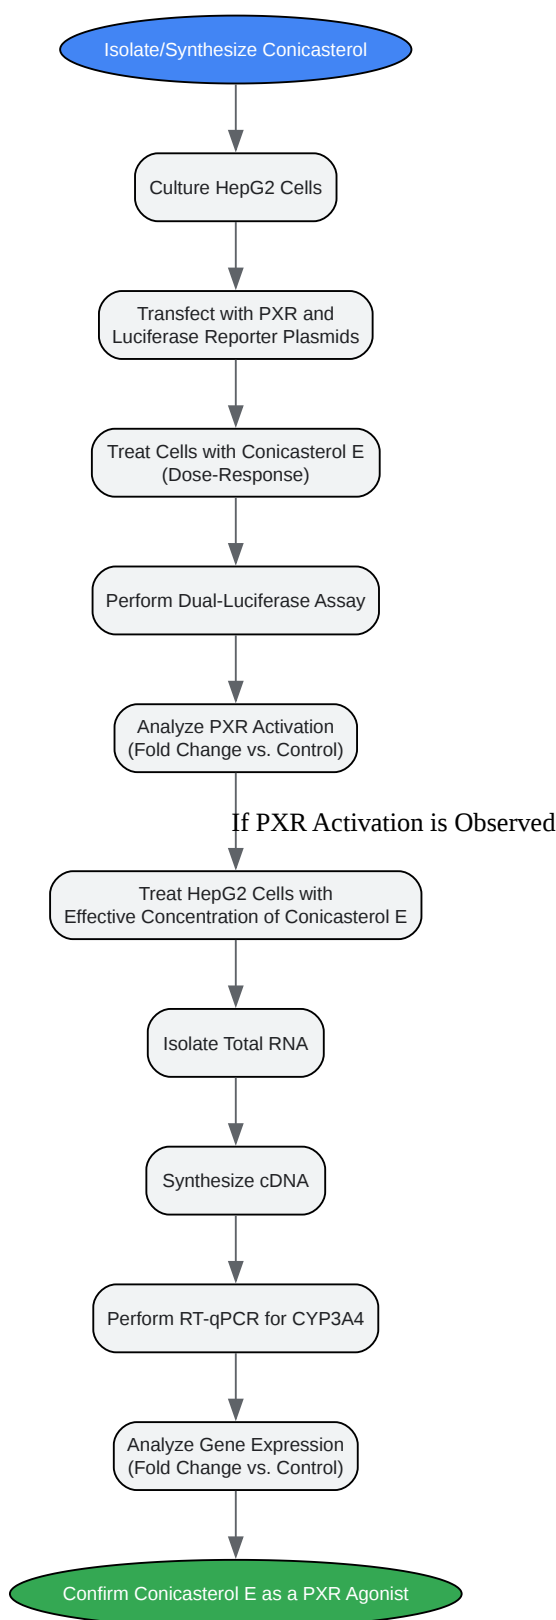 Isolate/Synthesize Conicasterol
Culture HepG2 Cells
Transfect with PXR and
Luciferase Reporter Plasmids
Treat Cells with Conicasterol E
(Dose-Response)
Perform Dual-Luciferase Assay
Analyze PXR Activation
(Fold Change vs. Control)
If PXR Activation is Observed
Treat HepG2 Cells with
Effective Concentration of Conicasterol E
Isolate Total RNA
Synthesize cDNA
Perform RT-qPCR for CYP3A4
Analyze Gene Expression
(Fold Change vs. Control)
Confirm Conicasterol E as a PXR Agonist